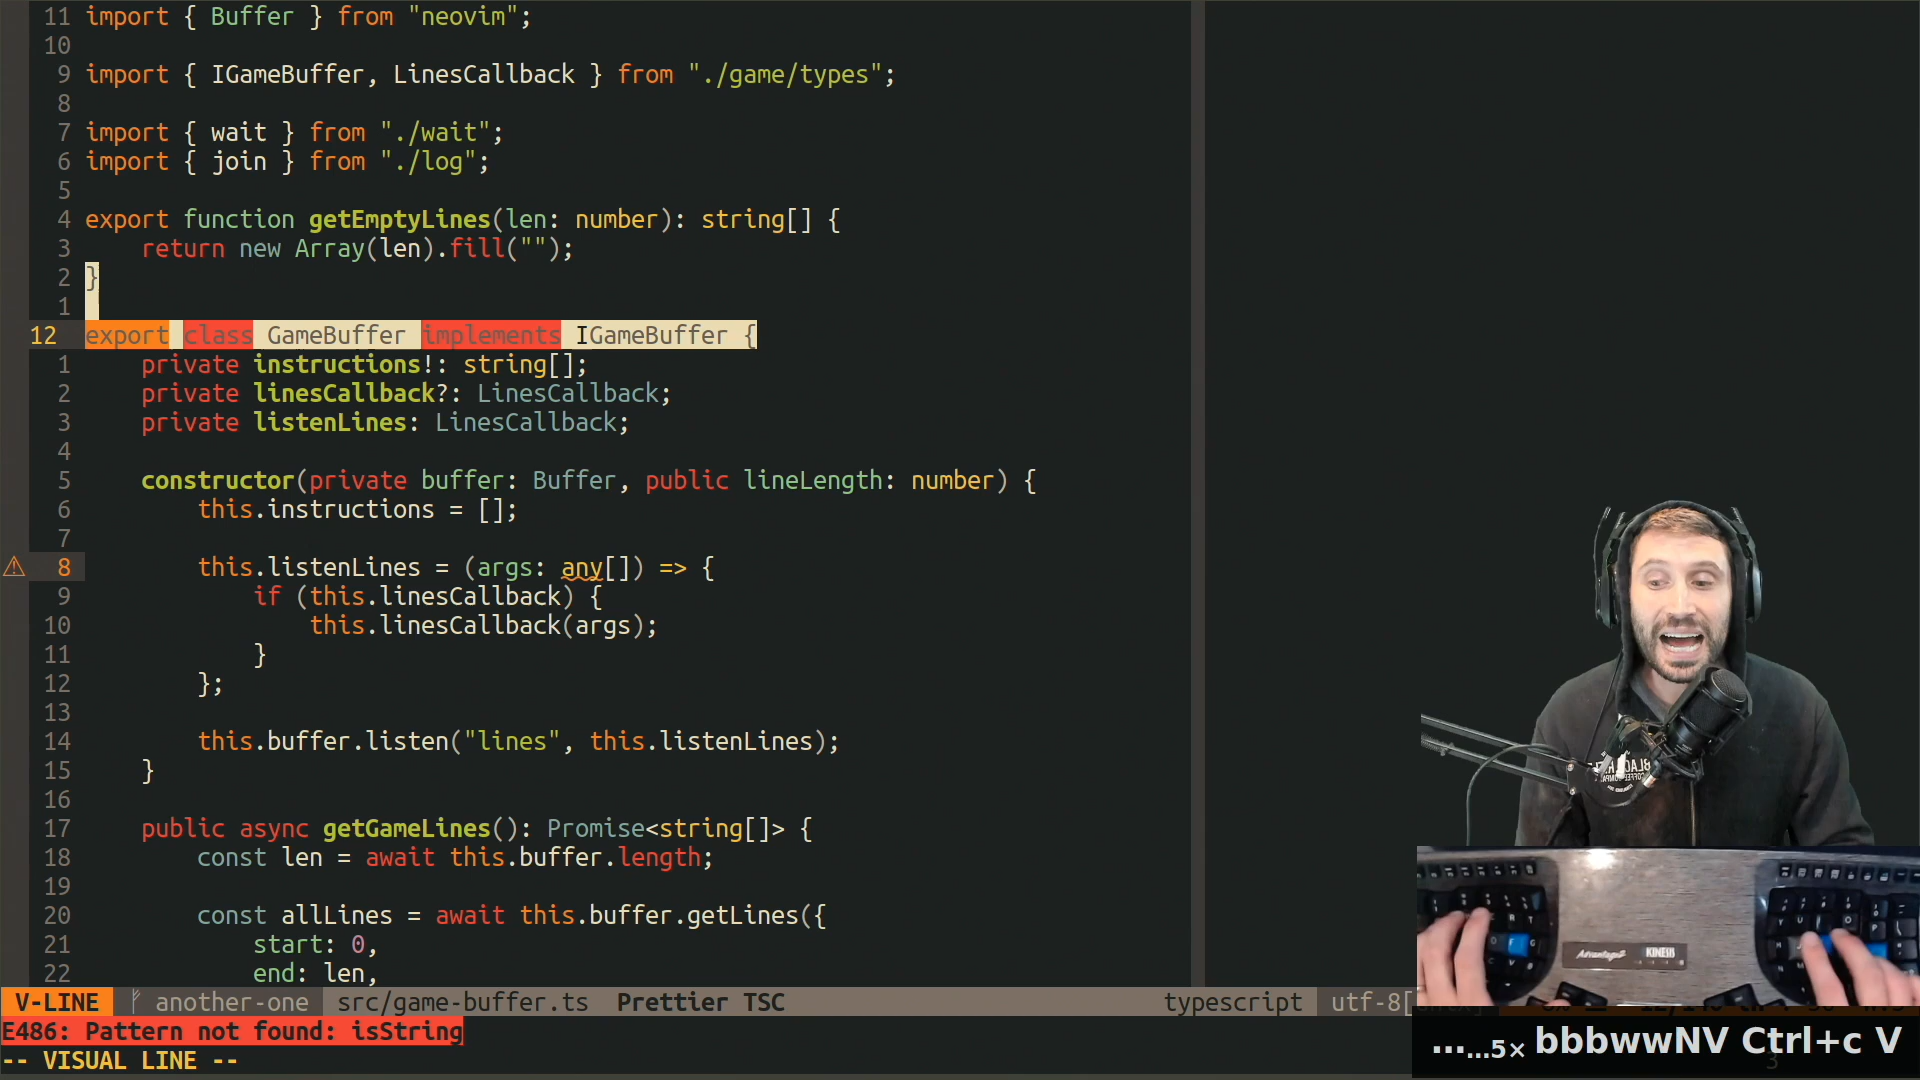 11 import { Buffer } from "neovim";
10
9 import { IGameBuffer, LinesCallback } from "./game/types";
8
7 import { wait } from "./wait";
6 import { join } from "./log";
5
4 export function getEmptyLines(len: number): string[] {
3 return new Array(len).fill("");
2 }
1
12 export class GameBuffer implements IGameBuffer {
1 private instructions!: string[];
2 private linesCallback?: LinesCallback;
3 private listenLines: LinesCallback;
4
5 constructor(private buffer: Buffer, public lineLength: number) {
6 this.instructions = [];
7
⚠ 8 this.listenLines = (args: any[]) => {
9 if (this.linesCallback) {
10 this.linesCallback(args);
11 }
12 };
13
14 this.buffer.listen("lines", this.listenLines);
15 }
16
17 public async getGameLines(): Promise<string[]> {
18 const len = await this.buffer.length;
19
20 const allLines = await this.buffer.getLines({
21 start: 0,
22 end: len,
Advantage2 KINESIS
V-LINE another-one src/game-buffer.ts Prettier TSC typescript utf-8[
E486: Pattern not found: isString
……5× bbbwwNV Ctrl+c V
-- VISUAL LINE --
3